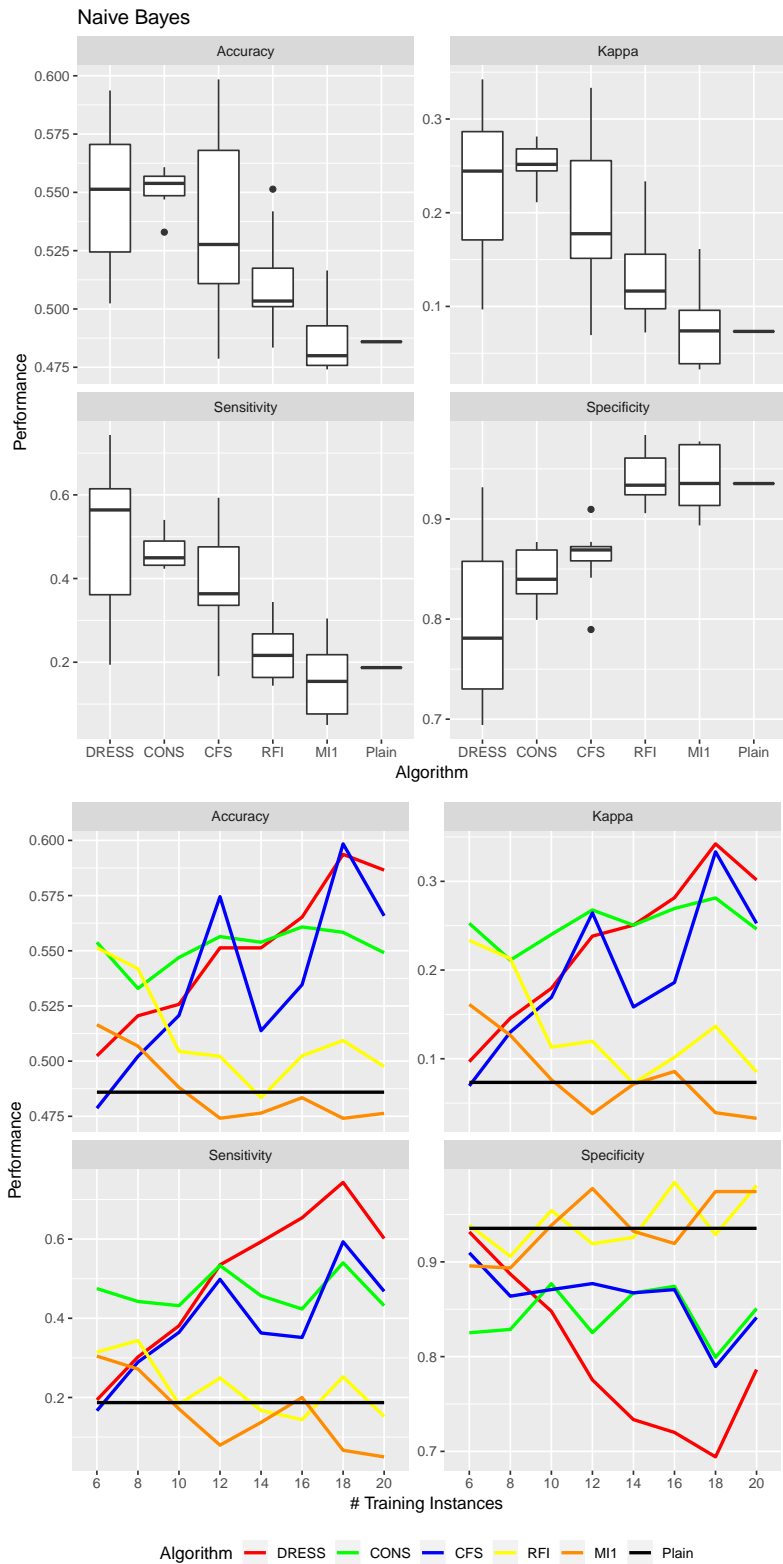 Naive Bayes
Accuracy
Kappa
0.600
0.575
0.550
0.525
0.500
0.475
0.3
0.2
0.1
Performance
Sensitivity
Specificity
0.6
0.4
0.2
0.9
0.8
0.7
DRESS CONS CFS RFI MI1 Plain
DRESS CONS CFS RFI MI1 Plain
Algorithm
Accuracy
Kappa
0.600
0.575
0.550
0.525
0.500
0.475
0.3
0.2
0.1
Performance
Sensitivity
Specificity
0.6
0.4
0.2
0.9
0.8
0.7
6 8 10 12 14 16 18 20
6 8 10 12 14 16 18 20
# Training Instances
Algorithm DRESS CONS CFS RFI MI1 Plain